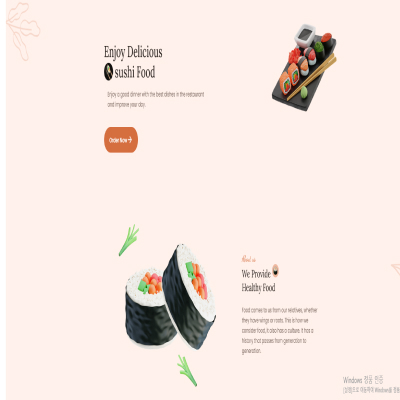 Enjoy Delicious
sushi Food
Enjoy a good dinner with the best dishes in the restaurant
and improve your day.
Order Now
About us
We Provide
Healthy Food
Food comes to us from our relatives, whether
they have wings or roots. This is how we
consider food, it also has a culture. It has a
history that passes from generation to
generation.
Windows 정품 인증
[설정]으로 이동하여 Windows를 정품